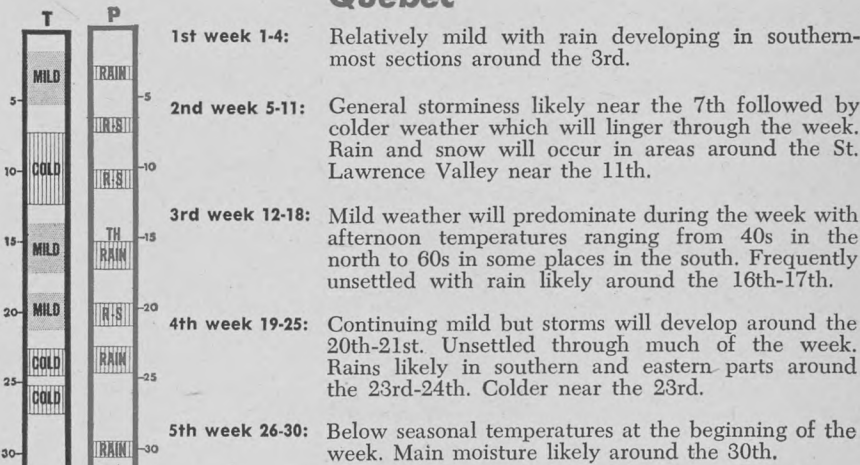 Quebec
T P
1st week 1-4: Relatively mild with rain developing in southern-
most sections around the 3rd.
2nd week 5-11: General storminess likely near the 7th followed by
colder weather which will linger through the week.
Rain and snow will occur in areas around the St.
Lawrence Valley near the 11th.
3rd week 12-18: Mild weather will predominate during the week with
afternoon temperatures ranging from 40s in the
north to 60s in some places in the south. Frequently
unsettled with rain likely around the 16th-17th.
4th week 19-25: Continuing mild but storms will develop around the
20th-21st. Unsettled through much of the week.
Rains likely in southern and eastern parts around
the 23rd-24th. Colder near the 23rd.
5th week 26-30: Below seasonal temperatures at the beginning of the
week. Main moisture likely around the 30th.
MILD
5-
COLD
10-
15-
MILD
20-
MILD
COLD
25-
COLD
30-
RAIN
-5
R-S
-10
R-S
TH
-15
RAIN
-20
R-S
RAIN
-25
RAIN
-30